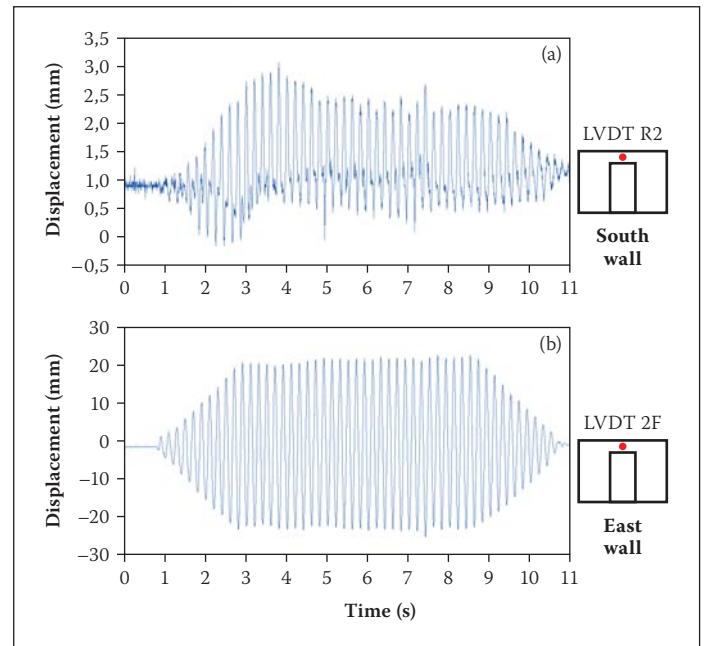 (a)
Displacement (mm)
3,5
3,0
2,5
2,0
1,5
1,0
0,5
0
−0,5
0 1 2 3 4 5 6 7 8 9 10 11
LVDT R2
South
wall
(b)
Displacement (mm)
30
20
10
0
−10
−20
−30
0 1 2 3 4 5 6 7 8 9 10 11
Time (s)
LVDT 2F
East
wall